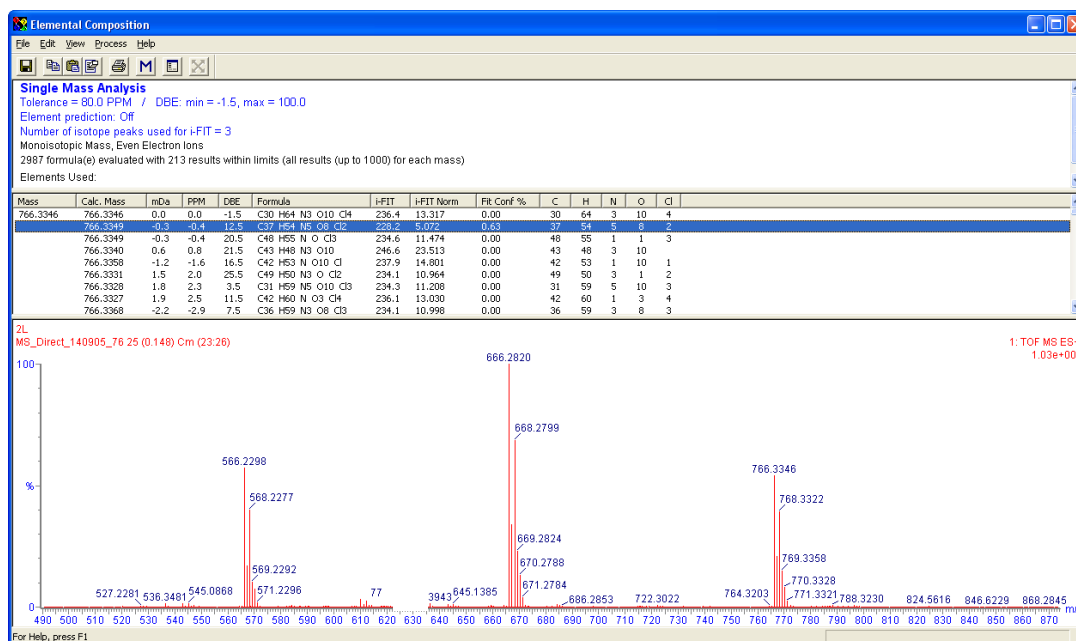 Elemental Composition
File Edit View Process Help
Single Mass Analysis
Tolerance = 80.0 PPM / DBE: min = -1.5, max = 100.0
Element prediction: Off
Number of isotope peaks used for i-FIT = 3
Monoisotopic Mass, Even Electron Ions
2987 formula(e) evaluated with 213 results within limits (all results (up to 1000) for each mass)
Elements Used:
Mass Calc. Mass mDa PPM DBE Formula i-FIT i-FIT Norm Fit Conf % C H N O Cl
766.3346 766.3346 0.0 0.0 -1.5 C30 H64 N3 O10 Cl4 236.4 13.317 0.00 30 64 3 10 4
766.3349 -0.3 -0.4 12.5 C37 H54 N5 O8 Cl2 228.2 5.072 0.63 37 54 5 8 2
766.3349 -0.3 -0.4 20.5 C48 H55 N O Cl3 234.6 11.474 0.00 48 55 1 1 3
766.3340 0.6 0.8 21.5 C43 H48 N3 O10 246.6 23.513 0.00 43 48 3 10
766.3358 -1.2 -1.6 16.5 C42 H53 N O10 Cl 237.9 14.801 0.00 42 53 1 10 1
766.3331 1.5 2.0 25.5 C49 H50 N3 O Cl2 234.1 10.964 0.00 49 50 3 1 2
766.3328 1.8 2.3 3.5 C31 H59 N5 O10 Cl3 234.3 11.208 0.00 31 59 5 10 3
766.3327 1.9 2.5 11.5 C42 H60 N O3 Cl4 236.1 13.030 0.00 42 60 1 3 4
766.3368 -2.2 -2.9 7.5 C36 H59 N3 O8 Cl3 234.1 10.998 0.00 36 59 3 8 3
2L
MS_Direct_140905_76 25 (0.148) Cm (23:26)
1: TOF MS ES+
1.03e+00
100
%
0
566.2298
568.2277
569.2292
571.2296
527.2281
536.3481
545.0868
77
3943
645.1385
666.2820
668.2799
669.2824
670.2788
671.2784
686.2853
722.3022
764.3203
766.3346
768.3322
769.3358
770.3328
771.3321
788.3230
824.5616
846.6229
868.2845
490 500 510 520 530 540 550 560 570 580 590 600 610 620 630 640 650 660 670 680 690 700 710 720 730 740 750 760 770 780 790 800 810 820 830 840 850 860 870
For Help, press F1